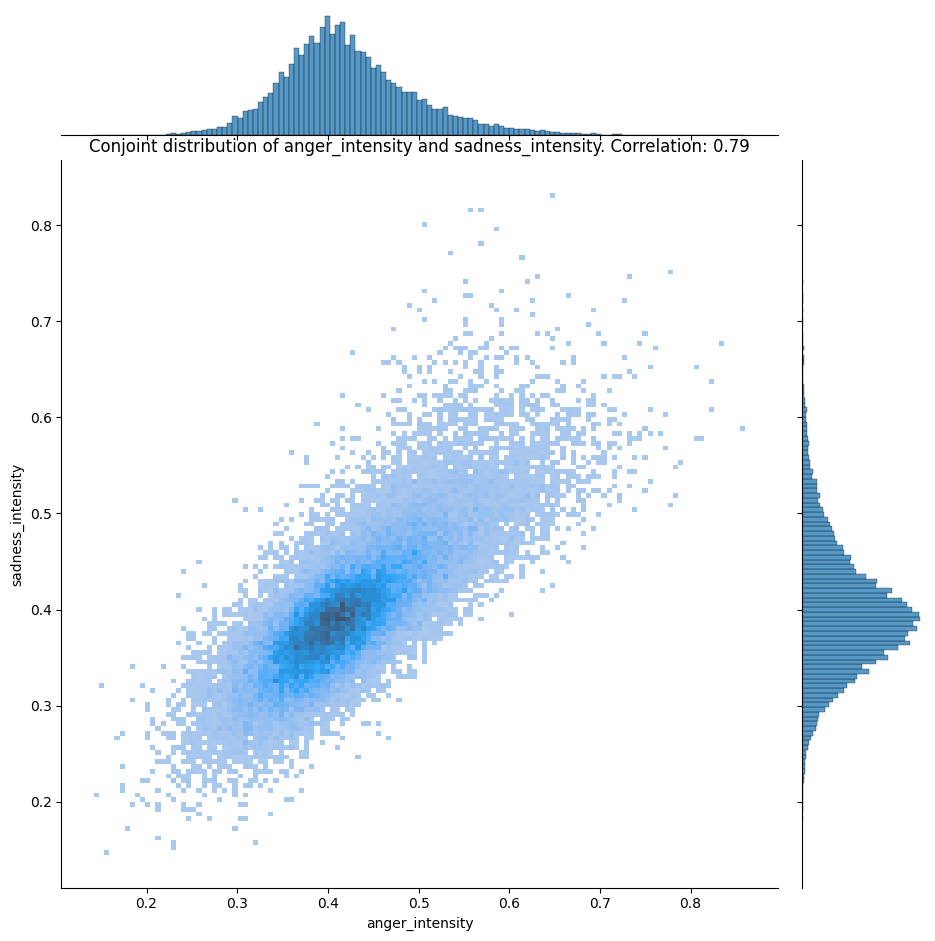 Conjoint distribution of anger_intensity and sadness_intensity. Correlation: 0.79
0.8
0.7
0.6
0.5
0.4
0.3
0.2
sadness_intensity
0.2 0.3 0.4 0.5 0.6 0.7 0.8
anger_intensity